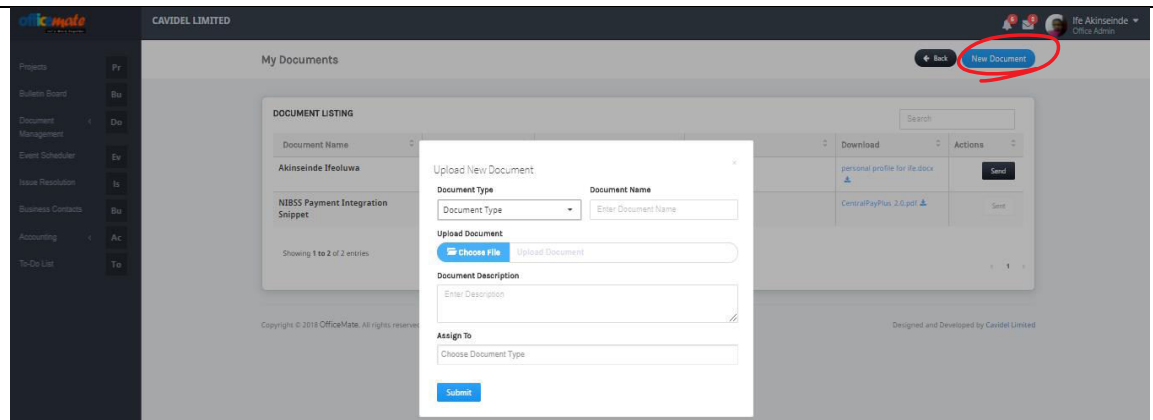 officemate
CAVIDEL LIMITED
Ife Akinseinde
Office Admin
My Documents
Back
New Document
Projects
Pr
Bulletin Board
Bu
Document
Management
Do
Event Scheduler
Ev
Issue Resolution
Is
Business Contacts
Bu
Accounting
Ac
To-Do List
To
DOCUMENT LISTING
Search
Document Name
Download
Actions
Akinseinde Ifeoluwa
personal profile for ife.docx
Send
NIBSS Payment Integration
Snippet
CentralPayPlus 2.0.pdf
Sent
Showing 1 to 2 of 2 entries
1
Upload New Document
×
Document Type
Document Name
Document Type
Enter Document Name
Upload Document
Choose File
Upload Document
Document Description
Enter Description
Assign To
Choose Document Type
Submit
Copyright © 2018 OfficeMate. All rights reserve
Designed and Developed by Cavidel Limited